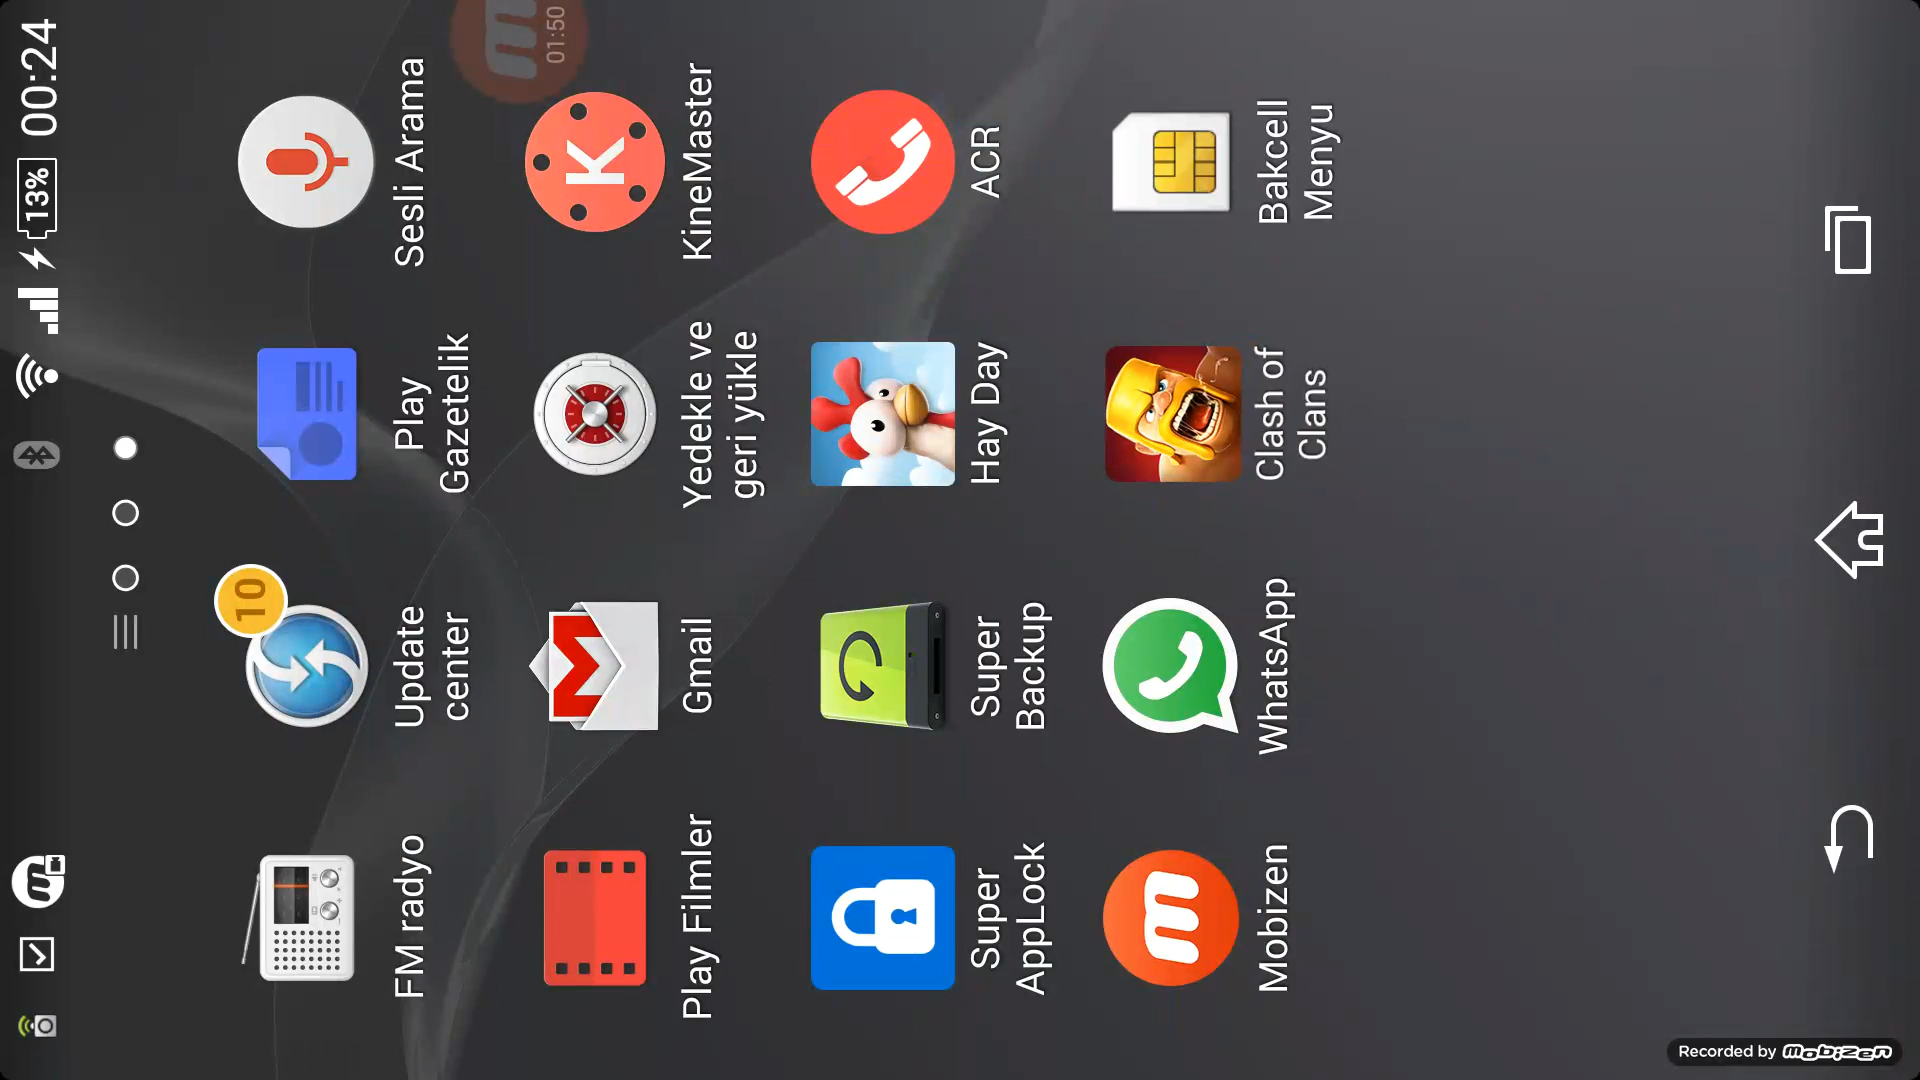 00:24
13%
10
FM radyo
Update
center
Play
Gazetelik
Sesli Arama
01:50
Play Filmler
Gmail
Yedekle ve
geri yükle
K
KineMaster
Super
AppLock
Super
Backup
Hay Day
ACR
Mobizen
WhatsApp
Clash of
Clans
Bakcell
Menyu
Recorded by mobizen